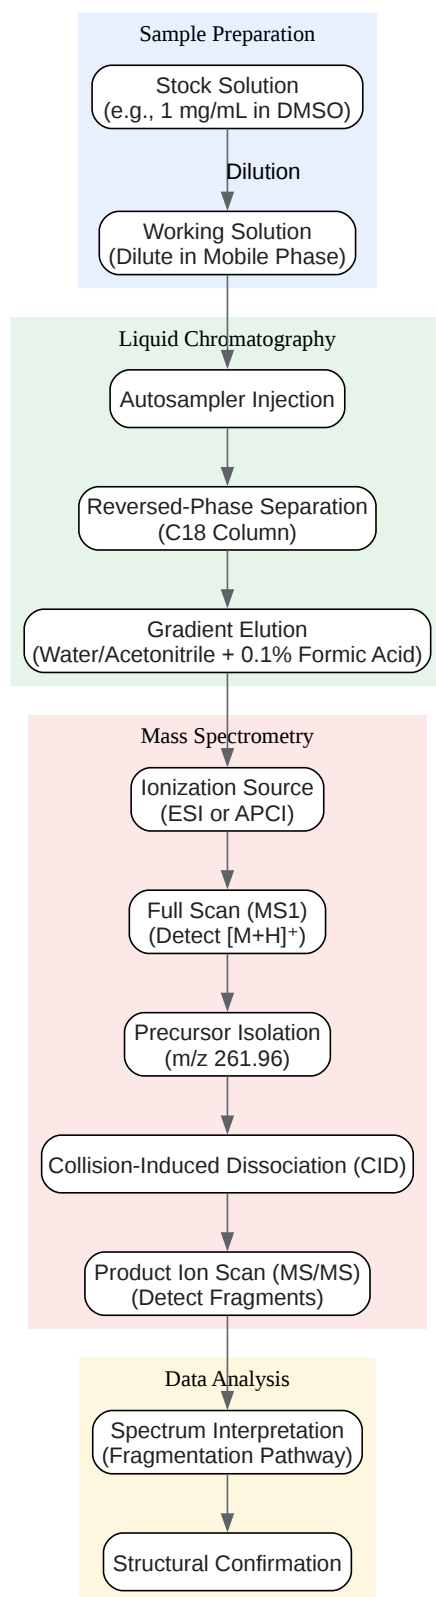 Sample Preparation
Stock Solution
(e.g., 1 mg/mL in DMSO)
Dilution
Working Solution
(Dilute in Mobile Phase)
Liquid Chromatography
Autosampler Injection
Reversed-Phase Separation
(C18 Column)
Gradient Elution
(Water/Acetonitrile + 0.1% Formic Acid)
Mass Spectrometry
Ionization Source
(ESI or APCI)
Full Scan (MS1)
(Detect [M+H]⁺)
Precursor Isolation
(m/z 261.96)
Collision-Induced Dissociation (CID)
Product Ion Scan (MS/MS)
(Detect Fragments)
Data Analysis
Spectrum Interpretation
(Fragmentation Pathway)
Structural Confirmation